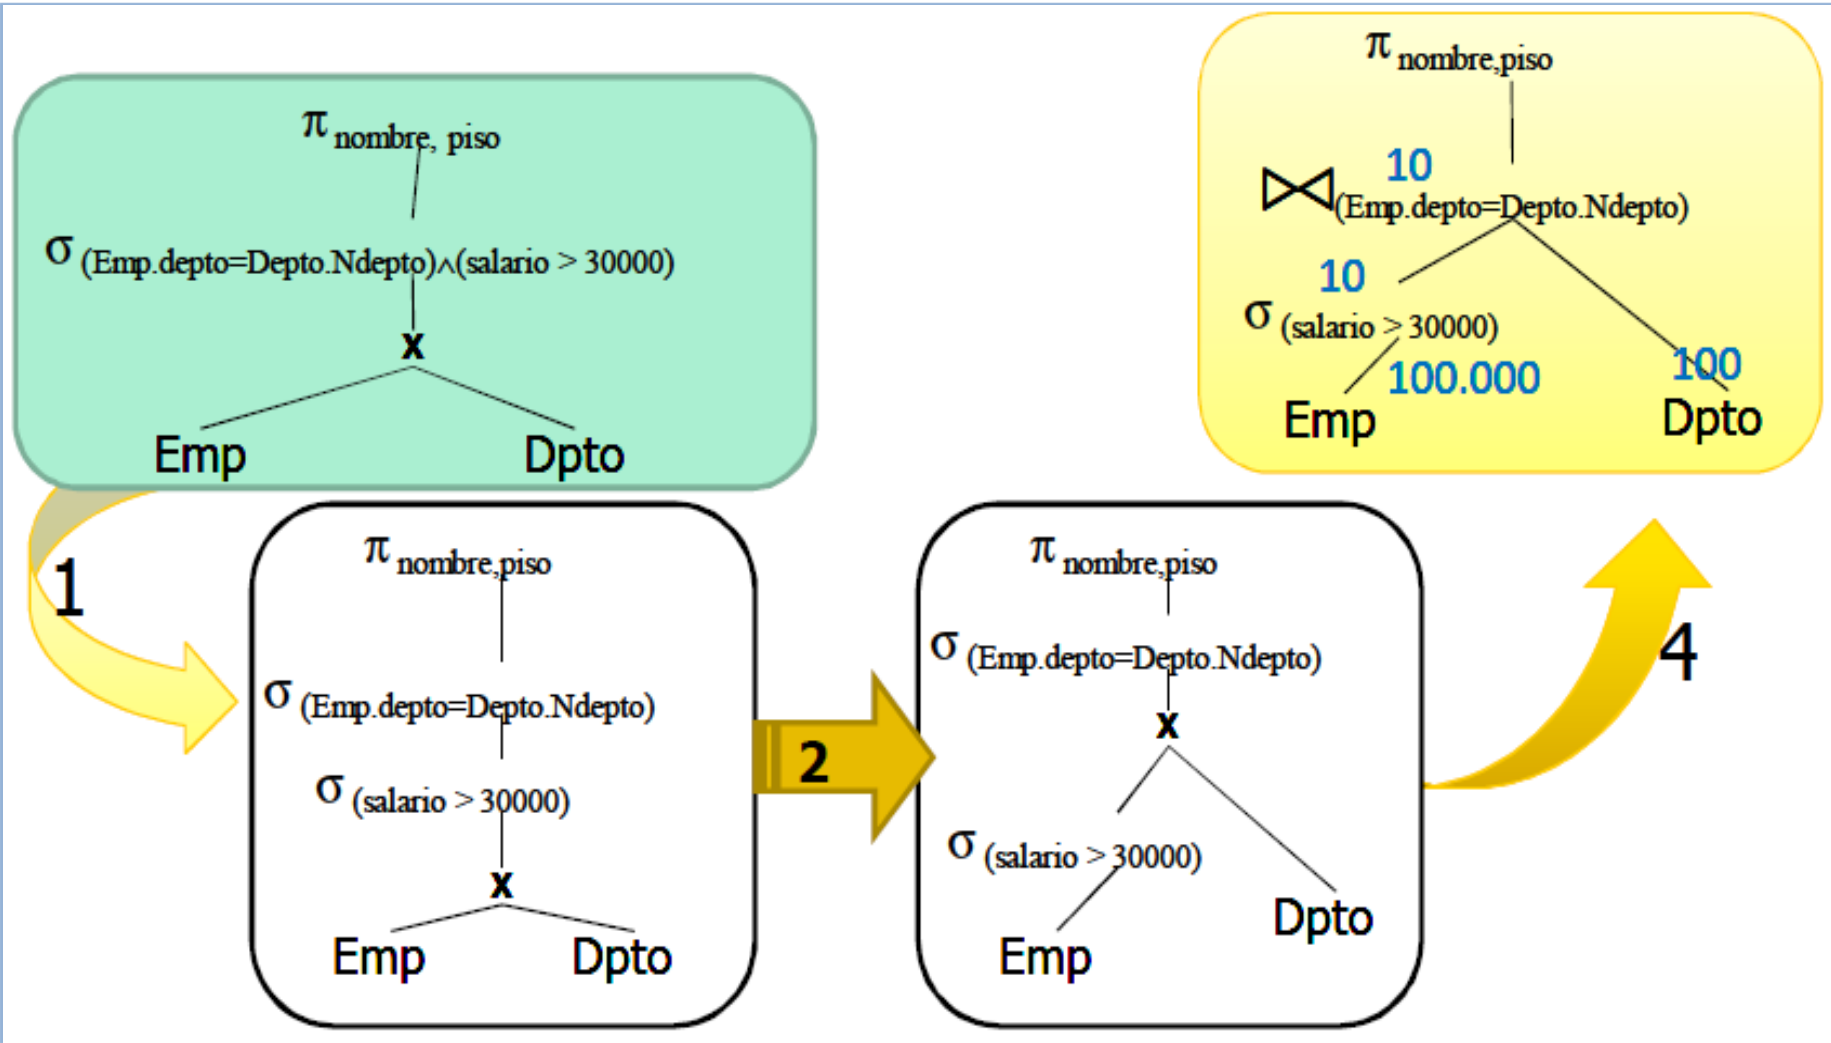 π nombre, piso
σ (Emp.depto=Depto.Ndepto)∧(salario > 30000)
x
Emp Dpto
1
π nombre,piso
σ (Emp.depto=Depto.Ndepto)
σ (salario > 30000)
x
Emp Dpto
2
π nombre,piso
σ (Emp.depto=Depto.Ndepto)
x
σ (salario > 30000)
Dpto
Emp
4
π nombre,piso
10
⋈ (Emp.depto=Depto.Ndepto)
10
σ (salario > 30000)
100.000 100
Emp Dpto